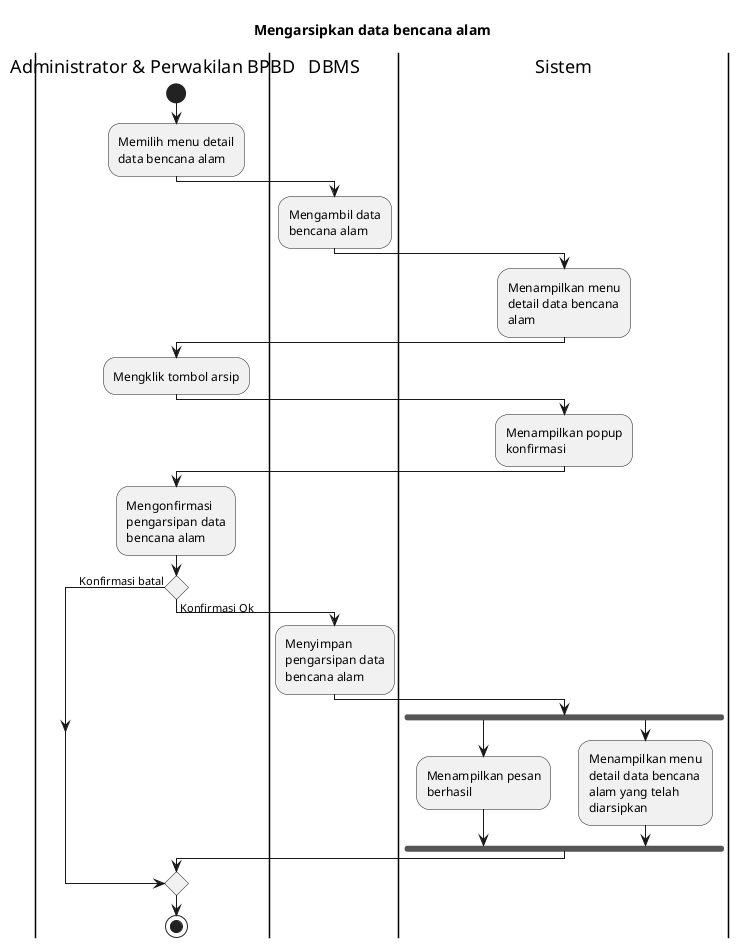 Mengarsipkan data bencana alam
Administrator & Perwakilan BPBD
DBMS
Sistem
Memilih menu detail
data bencana alam
Mengambil data
bencana alam
Menampilkan menu
detail data bencana
alam
Mengklik tombol arsip
Menampilkan popup
konfirmasi
Mengonfirmasi
pengarsipan data
bencana alam
Konfirmasi batal
Konfirmasi Ok
Menyimpan
pengarsipan data
bencana alam
Menampilkan pesan
berhasil
Menampilkan menu
detail data bencana
alam yang telah
diarsipkan